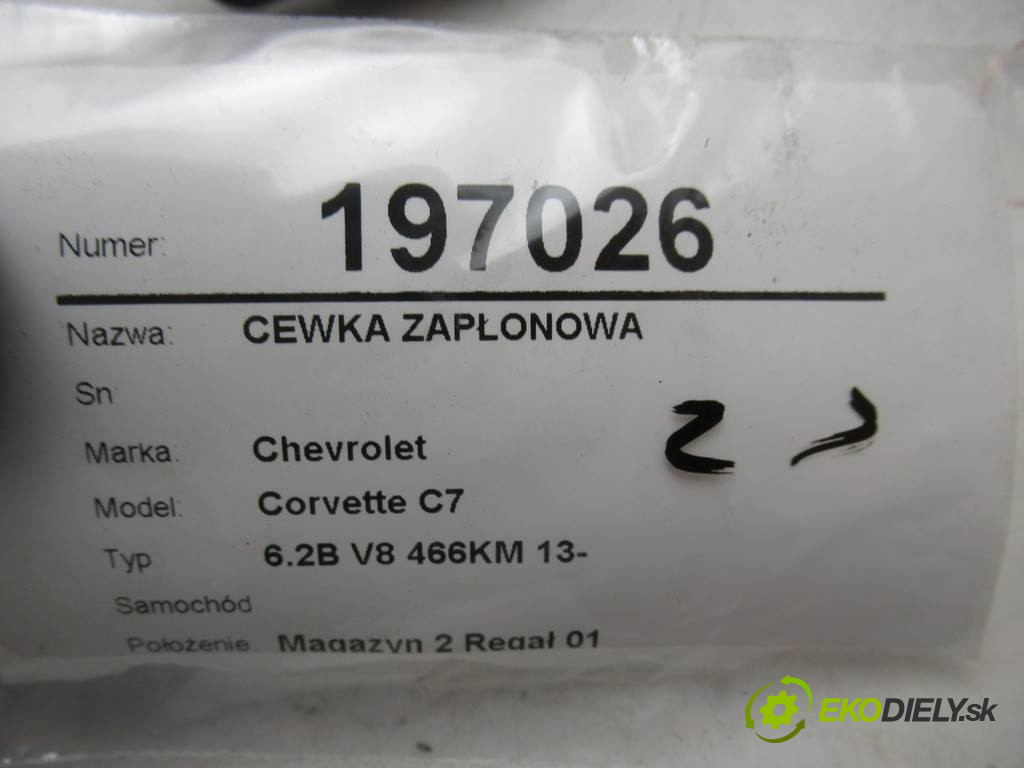 Numer: 197026
Nazwa: CEWKA ZAPŁONOWA
Sn
Marka: Chevrolet
Model: Corvette C7
Typ 6.2B V8 466KM 13-
Samochód
Położenie Magazyn 2 Regał 01
EKODIELY.sk